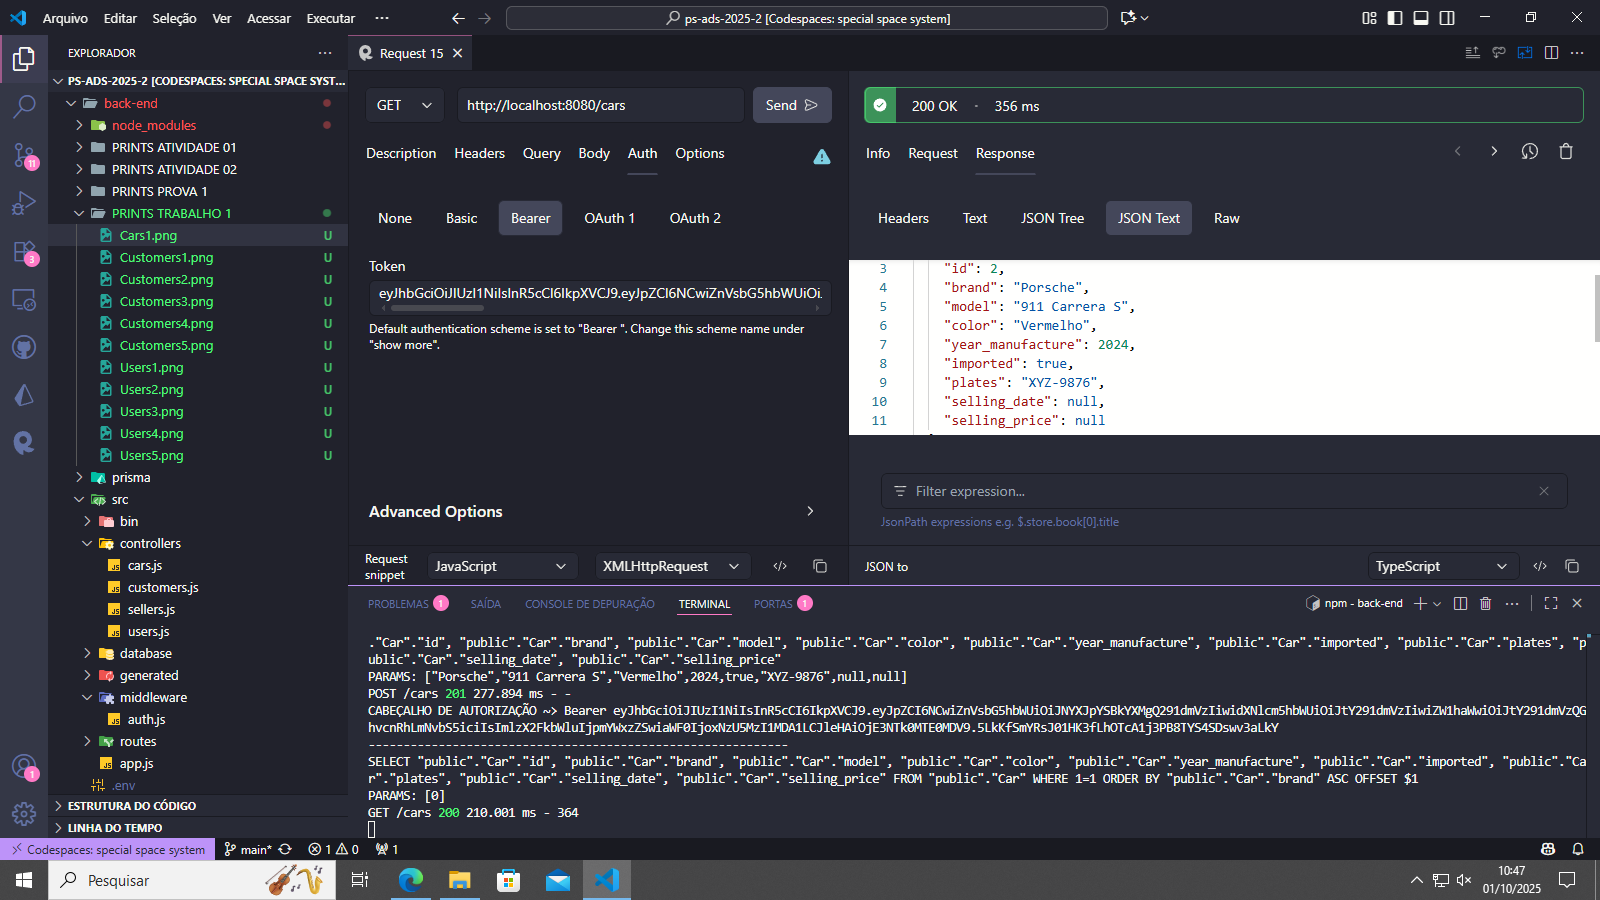 Arquivo Editar Seleção Ver Acessar Executar ···
ps-ads-2025-2 [Codespaces: special space system]
EXPLORADOR ···
PS-ADS-2025-2 [CODESPACES: SPECIAL SPACE SYST...
back-end
node_modules
PRINTS ATIVIDADE 01
PRINTS ATIVIDADE 02
PRINTS PROVA 1
PRINTS TRABALHO 1
Cars1.png U
Customers1.png U
Customers2.png U
Customers3.png U
Customers4.png U
Customers5.png U
Users1.png U
Users2.png U
Users3.png U
Users4.png U
Users5.png U
prisma
src
bin
controllers
cars.js
customers.js
sellers.js
users.js
database
generated
middleware
auth.js
routes
app.js
.env
ESTRUTURA DO CÓDIGO
LINHA DO TEMPO
11
3
1
Request 15
GET
http://localhost:8080/cars
Send
Description Headers Query Body Auth Options
None Basic Bearer OAuth 1 OAuth 2
Token
Default authentication scheme is set to "Bearer ". Change this scheme name under
"show more".
Advanced Options
Request
snippet
JavaScript
XMLHttpRequest
200 OK - 356 ms
Info Request Response
Headers Text JSON Tree JSON Text Raw
3 "id": 2,
4 "brand": "Porsche",
5 "model": "911 Carrera S",
6 "color": "Vermelho",
7 "year_manufacture": 2024,
8 "imported": true,
9 "plates": "XYZ-9876",
10 "selling_date": null,
11 "selling_price": null
Filter expression...
JsonPath expressions e.g. $.store.book[0].title
JSON to
TypeScript
PROBLEMAS 1 SAÍDA CONSOLE DE DEPURAÇÃO TERMINAL PORTAS 1
npm - back-end
."Car"."id", "public"."Car"."brand", "public"."Car"."model", "public"."Car"."color", "public"."Car"."year_manufacture", "public"."Car"."imported", "public"."Car"."plates", "p
ublic"."Car"."selling_date", "public"."Car"."selling_price"
PARAMS: ["Porsche","911 Carrera S","Vermelho",2024,true,"XYZ-9876",null,null]
POST /cars 201 277.894 ms - -
CABEÇALHO DE AUTORIZAÇÃO ~> Bearer
--------------------------------------------------------
SELECT "public"."Car"."id", "public"."Car"."brand", "public"."Car"."model", "public"."Car"."color", "public"."Car"."year_manufacture", "public"."Car"."imported", "public"."Ca
r"."plates", "public"."Car"."selling_date", "public"."Car"."selling_price" FROM "public"."Car" WHERE 1=1 ORDER BY "public"."Car"."brand" ASC OFFSET $1
PARAMS: [0]
GET /cars 200 210.001 ms - 364
Codespaces: special space system main* 1 0 1
Pesquisar
10:47
01/10/2025